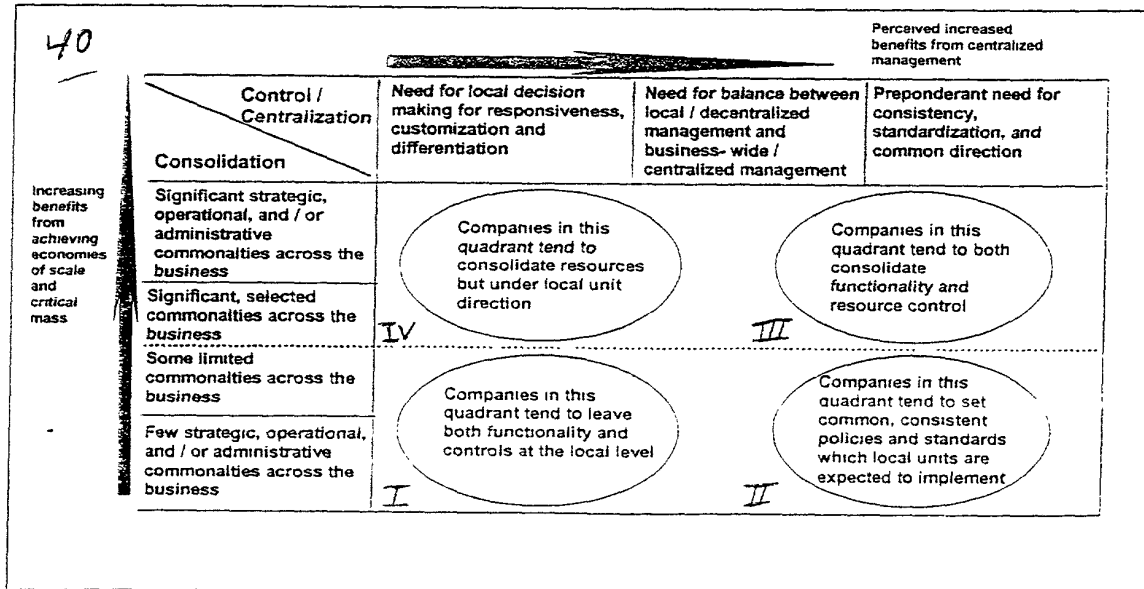 40
Perceived increased
benefits from centralized
management
Control /
Centralization
Consolidation
Need for local decision
making for responsiveness,
customization and
differentiation
Need for balance between
local / decentralized
management and
business- wide /
centralized management
Preponderant need for
consistency,
standardization, and
common direction
Increasing
benefits
from
achieving
economies
of scale
and
critical
mass
Significant strategic,
operational, and / or
administrative
commonalties across the
business
Significant, selected
commonalties across the
business
Some limited
commonalties across the
business
Few strategic, operational,
and / or administrative
commonalties across the
business
Companies in this
quadrant tend to
consolidate resources
but under local unit
direction
IV
Companies in this
quadrant tend to both
consolidate
functionality and
resource control
III
Companies in this
quadrant tend to leave
both functionality and
controls at the local level
I
Companies in this
quadrant tend to set
common, consistent
policies and standards
which local units are
expected to implement
II